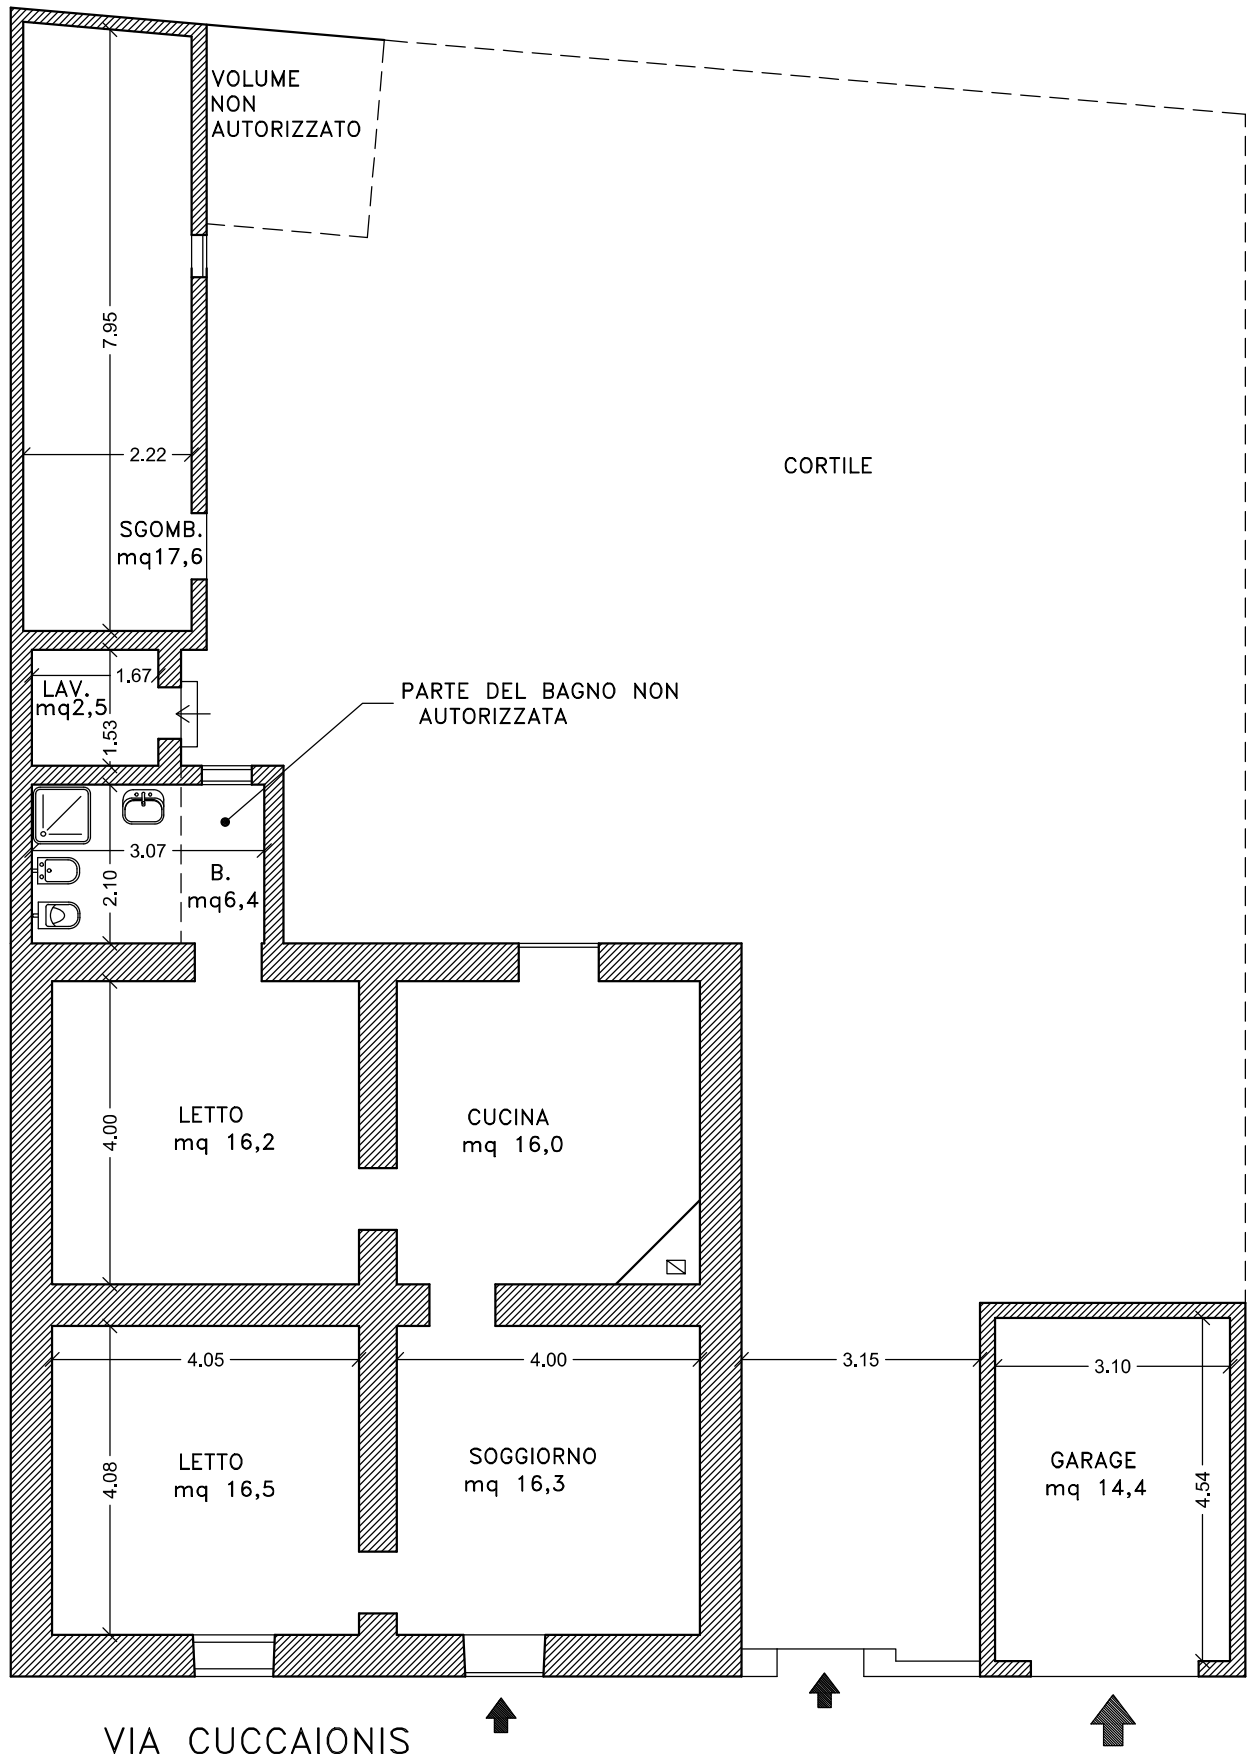 VOLUME
NON
AUTORIZZATO
7.95
2.22
CORTILE
SGOMB.
mq17,6
1.67
LAV.
mq2,5
1.53
PARTE DEL BAGNO NON
AUTORIZZATA
3.07
2.10
B.
mq6,4
4.00
LETTO
mq 16,2
CUCINA
mq 16,0
4.05
4.00
3.15
3.10
4.08
LETTO
mq 16,5
SOGGIORNO
mq 16,3
GARAGE
mq 14,4
4.54
VIA CUCCAIONIS